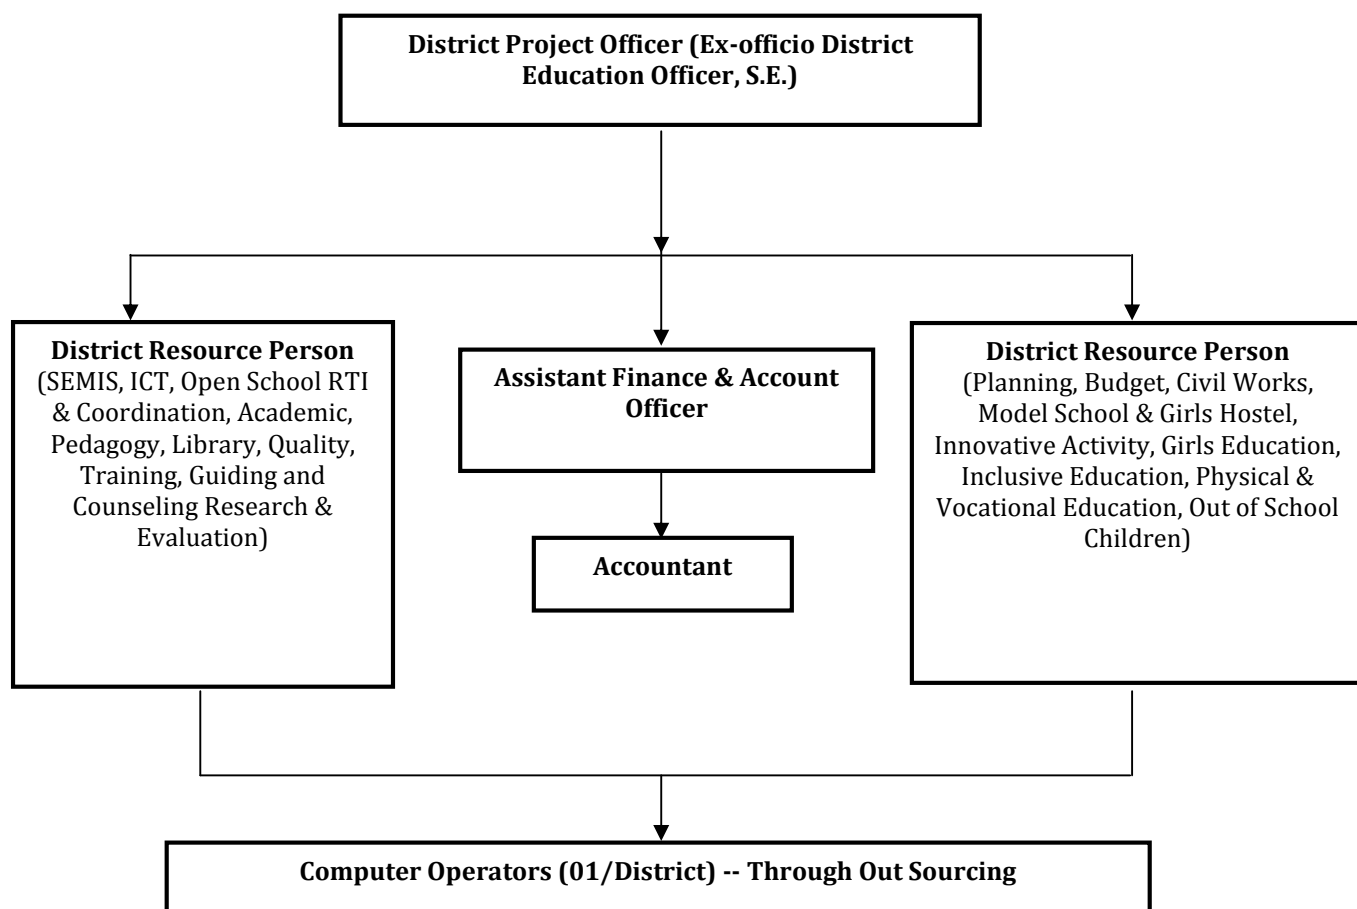 District Project Officer (Ex-officio District
Education Officer, S.E.)
District Resource Person
(SEMIS, ICT, Open School RTI
& Coordination, Academic,
Pedagogy, Library, Quality,
Training, Guiding and
Counseling Research &
Evaluation)
Assistant Finance & Account
Officer
Accountant
District Resource Person
(Planning, Budget, Civil Works,
Model School & Girls Hostel,
Innovative Activity, Girls Education,
Inclusive Education, Physical &
Vocational Education, Out of School
Children)
Computer Operators (01/District) -- Through Out Sourcing